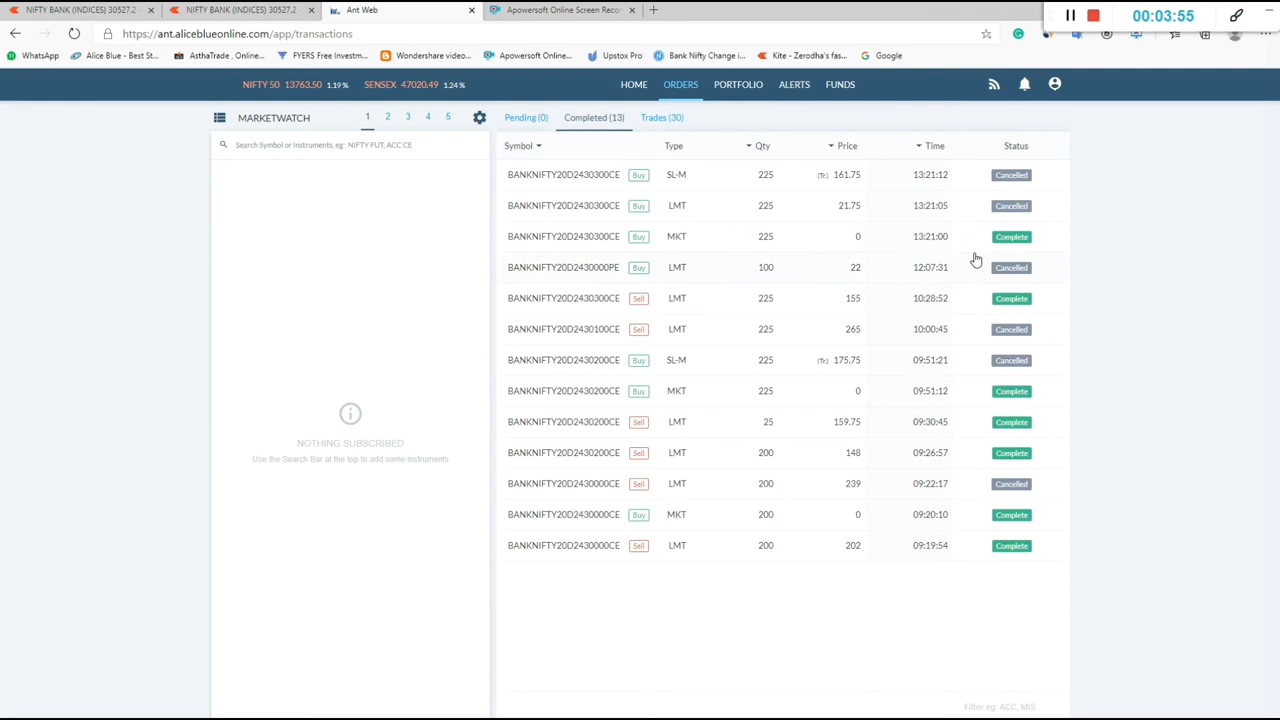 NIFTY BANK (INDICES) 30527.2
NIFTY BANK (INDICES) 30527.2
Ant Web
Apowersoft Online Screen Reco
00:03:55
https://ant.aliceblueonline.com/app/transactions
WhatsApp
Alice Blue - Best St...
AsthaTrade , Online...
FYERS Free Investm...
Wondershare video...
Apowersoft Online...
Upstox Pro
Bank Nifty Change i...
Kite - Zerodha's fas...
Google
NIFTY 50 13763.50 1.19 %
SENSEX 47020.49 1.24 %
HOME
ORDERS
PORTFOLIO
ALERTS
FUNDS
MARKETWATCH
1 2 3 4 5
Pending (0)
Completed (13)
Trades (30)
Search Symbol or Instruments, eg : NIFTY FUT, ACC CE
Symbol Type Qty Price Time Status
BANKNIFTY20D2430300CE Buy SL-M 225 (Tr.) 161.75 13:21:12 Cancelled
BANKNIFTY20D2430300CE Buy LMT 225 21.75 13:21:05 Cancelled
BANKNIFTY20D2430300CE Buy MKT 225 0 13:21:00 Complete
BANKNIFTY20D2430000PE Buy LMT 100 22 12:07:31 Cancelled
BANKNIFTY20D2430300CE Sell LMT 225 155 10:28:52 Complete
BANKNIFTY20D2430100CE Sell LMT 225 265 10:00:45 Cancelled
BANKNIFTY20D2430200CE Buy SL-M 225 (Tr.) 175.75 09:51:21 Cancelled
BANKNIFTY20D2430200CE Buy MKT 225 0 09:51:12 Complete
BANKNIFTY20D2430200CE Sell LMT 25 159.75 09:30:45 Complete
BANKNIFTY20D2430200CE Sell LMT 200 148 09:26:57 Complete
BANKNIFTY20D2430000CE Sell LMT 200 239 09:22:17 Cancelled
BANKNIFTY20D2430000CE Buy MKT 200 0 09:20:10 Complete
BANKNIFTY20D2430000CE Sell LMT 200 202 09:19:54 Complete
NOTHING SUBSCRIBED
Use the Search Bar at the top to add some instruments
Filter eg: ACC, MIS